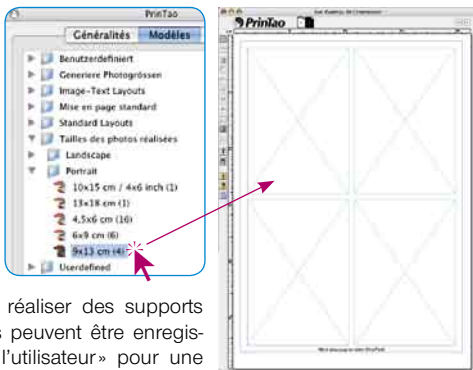 PrinTao
Généralités Modèles
Benutzerdefiniert
Generiere Photogrössen
Image-Text Layouts
Mise en page standard
Standard Layouts
Tailles des photos réalisées
Landscape
Portrait
10x15 cm / 4x6 inch (1)
13x18 cm (1)
4,5x6 cm (16)
6x9 cm (6)
9x13 cm (4)
Userdefined
PrinTao
réaliser des supports
s peuvent être enregis-
l'utilisateur» pour une